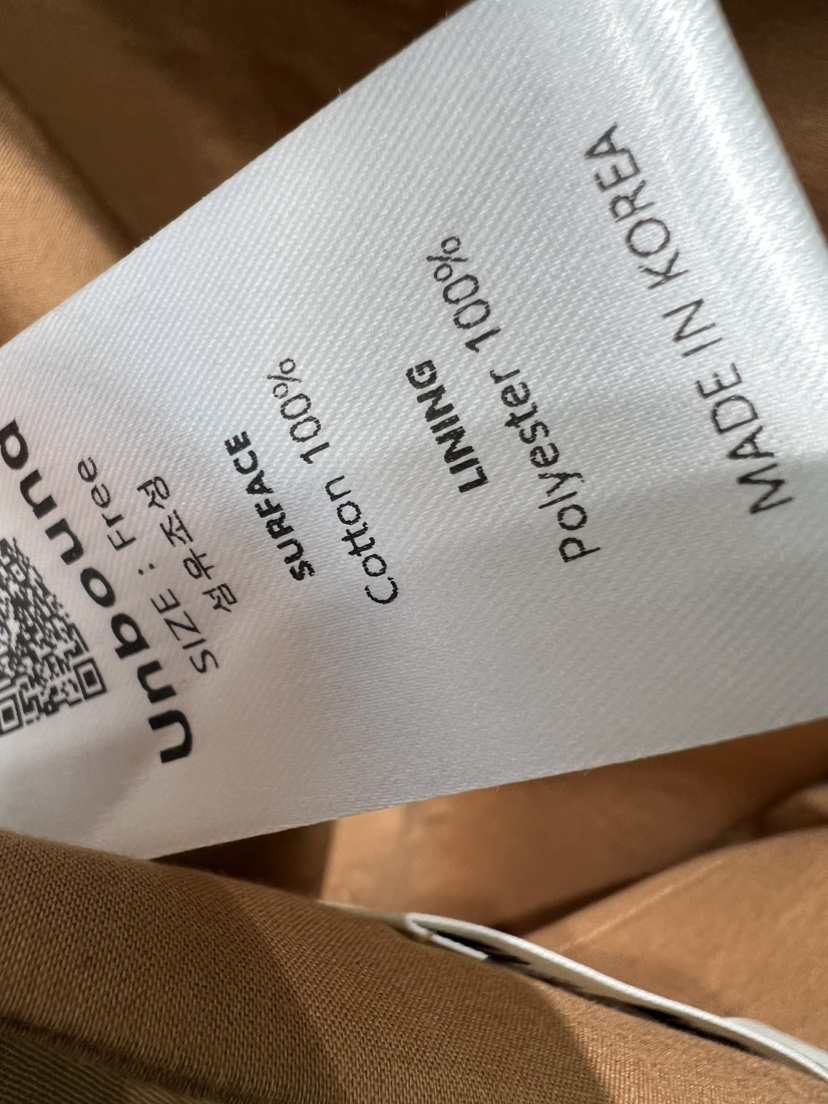 Unbound
SIZE : Free
섬유조성
SURFACE
Cotton 100%
LINING
Polyester 100%
MADE IN KOREA